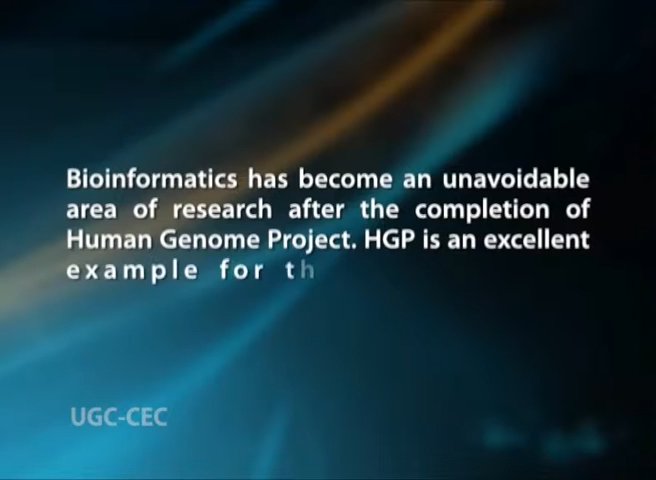 Bioinformatics has become an unavoidable
area of research after the completion of
Human Genome Project. HGP is an excellent
example for th
UGC-CEC